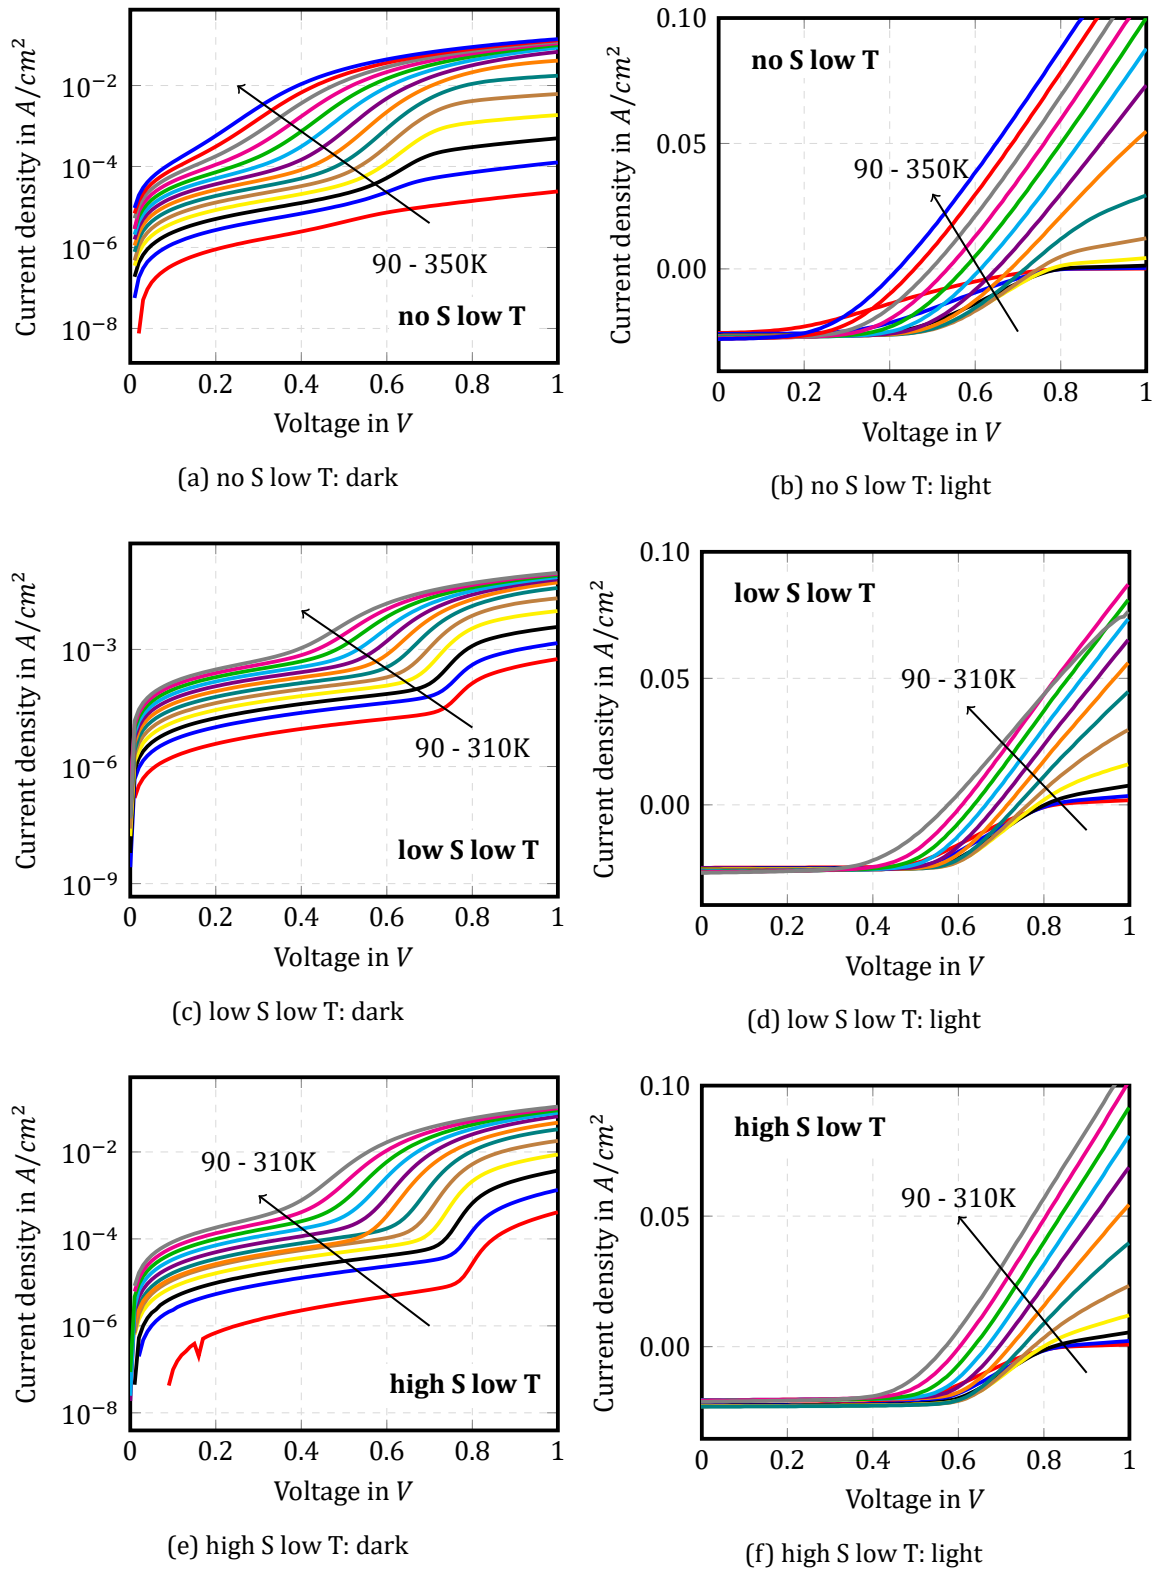 Current density in A/cm²
10⁻²
10⁻⁴
10⁻⁶
10⁻⁸
90 - 350K
no S low T
0 0.2 0.4 0.6 0.8 1
Voltage in V
(a) no S low T: dark
Current density in A/cm²
0.10
0.05
0.00
no S low T
90 - 350K
0 0.2 0.4 0.6 0.8 1
Voltage in V
(b) no S low T: light
Current density in A/cm²
10⁻³
10⁻⁶
10⁻⁹
90 - 310K
low S low T
0 0.2 0.4 0.6 0.8 1
Voltage in V
(c) low S low T: dark
Current density in A/cm²
0.10
0.05
0.00
low S low T
90 - 310K
0 0.2 0.4 0.6 0.8 1
Voltage in V
(d) low S low T: light
Current density in A/cm²
10⁻²
10⁻⁴
10⁻⁶
10⁻⁸
90 - 310K
high S low T
0 0.2 0.4 0.6 0.8 1
Voltage in V
(e) high S low T: dark
Current density in A/cm²
0.10
0.05
0.00
high S low T
90 - 310K
0 0.2 0.4 0.6 0.8 1
Voltage in V
(f) high S low T: light